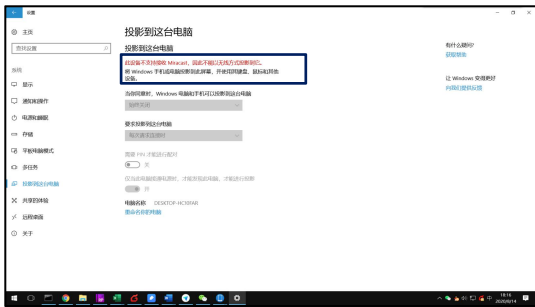 设置
主页
查找设置
系统
显示
通知和操作
电源和睡眠
存储
平板电脑模式
多任务
投影到这台电脑
共享的体验
远程桌面
关于
投影到这台电脑
投影到这台电脑
此设备不支持接收 Miracast, 因此不能以无线方式投影到它。
将 Windows 手机或电脑投影到此屏幕, 并使用其键盘、鼠标和其他
设备。
当你同意时, Windows 电脑和手机可以投影到这台电脑
始终关闭
要求投影到这台电脑
每次请求连接时
需要 PIN 才能进行配对
关
仅当此电脑接通电源时, 才能发现此电脑, 才能进行投影
开
电脑名称 DESKTOP-HCRIFAB
重命名你的电脑
有什么疑问?
获取帮助
让 Windows 变得更好
向我们提供反馈
中
18:16
2020/8/14